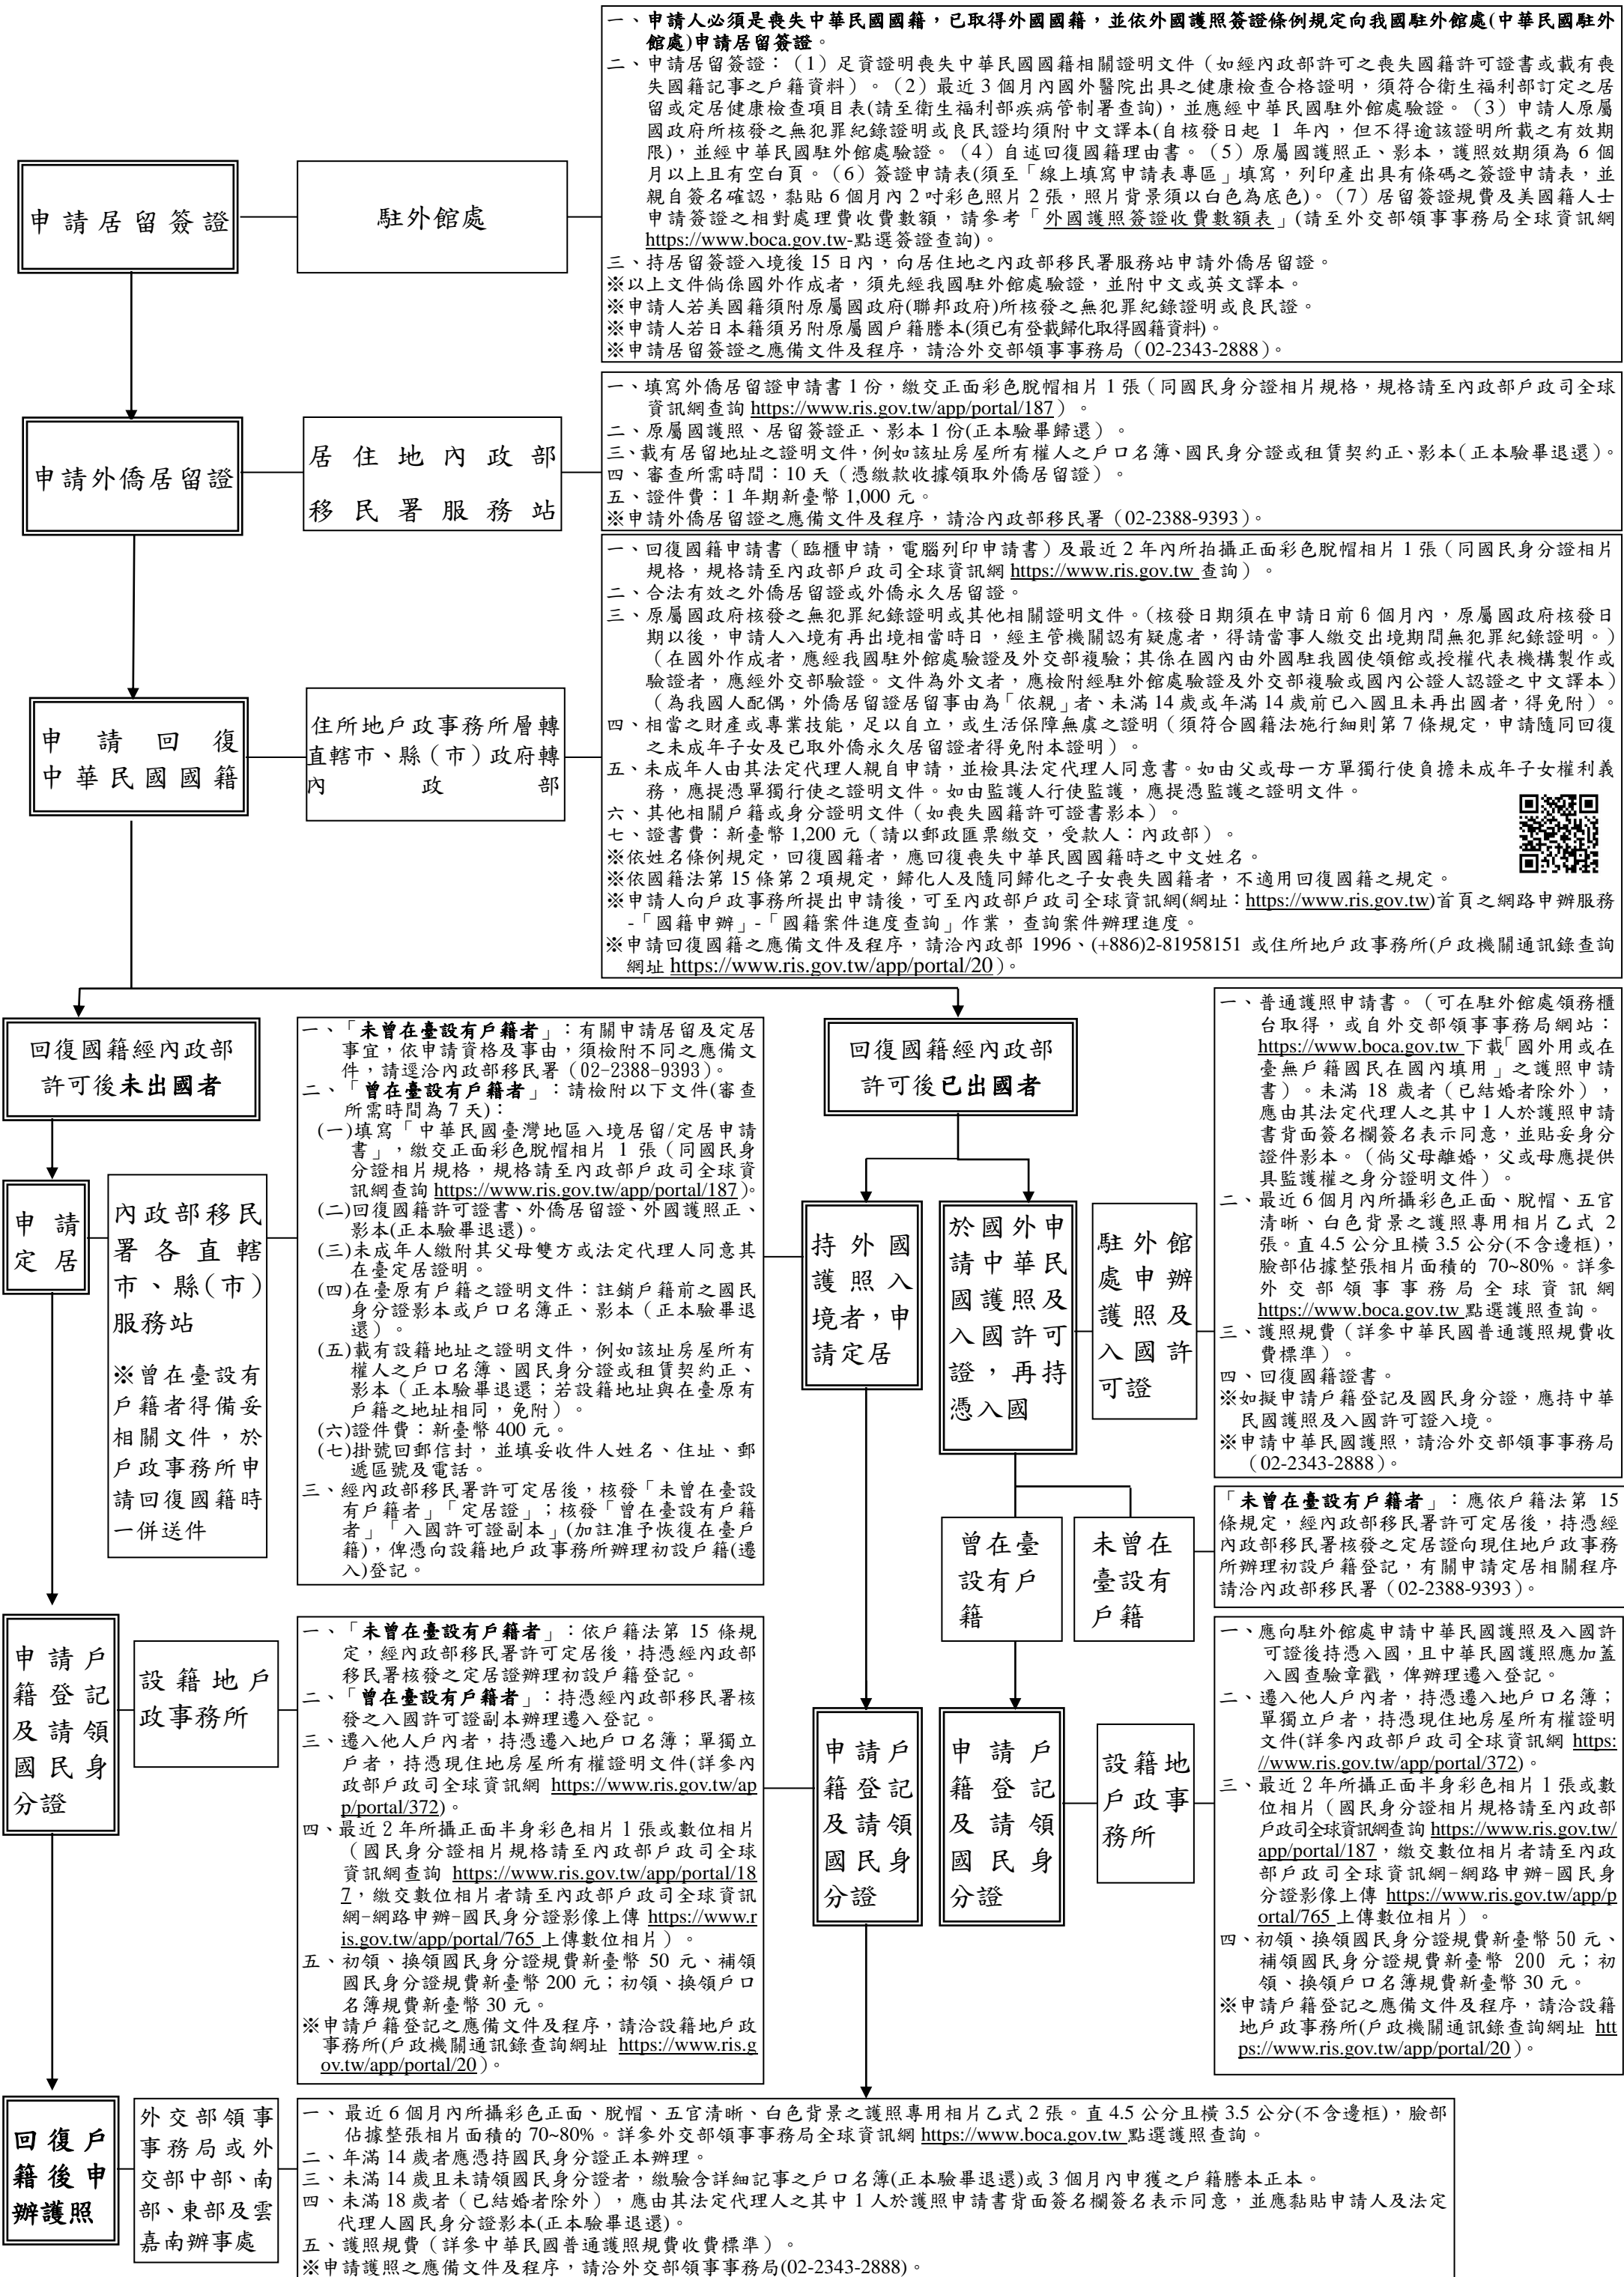 一、申請人必須是喪失中華民國國籍，已取得外國國籍，並依外國護照簽證條例規定向我國駐外館處(中華民國駐外
館處)申請居留簽證。
二、申請居留簽證：（1）足資證明喪失中華民國國籍相關證明文件（如經內政部許可之喪失國籍許可證書或載有喪
失國籍記事之戶籍資料）。（2）最近 3 個月內國外醫院出具之健康檢查合格證明，須符合衛生福利部訂定之居
留或定居健康檢查項目表(請至衛生福利部疾病管制署查詢)，並應經中華民國駐外館處驗證。（3）申請人原屬
國政府所核發之無犯罪紀錄證明或良民證均須附中文譯本(自核發日起 1 年內，但不得逾該證明所載之有效期
限)，並經中華民國駐外館處驗證。（4）自述回復國籍理由書。（5）原屬國護照正、影本，護照效期須為 6 個
月以上且有空白頁。（6）簽證申請表(須至「線上填寫申請表專區」填寫，列印產出具有條碼之簽證申請表，並
親自簽名確認，黏貼 6 個月內 2 吋彩色照片 2 張，照片背景須以白色為底色)。（7）居留簽證規費及美國籍人士
申請簽證之相對處理費收費數額，請參考「外國護照簽證收費數額表」(請至外交部領事事務局全球資訊網
https://www.boca.gov.tw-點選簽證查詢)。
三、持居留簽證入境後 15 日內，向居住地之內政部移民署服務站申請外僑居留證。
※以上文件倘係國外作成者，須先經我國駐外館處驗證，並附中文或英文譯本。
※申請人若美國籍須附原屬國政府(聯邦政府)所核發之無犯罪紀錄證明或良民證。
※申請人若日本籍須另附原屬國戶籍謄本(須已有登載歸化取得國籍資料)。
※申請居留簽證之應備文件及程序，請洽外交部領事事務局（02-2343-2888）。
申請居留簽證
駐外館處
一、填寫外僑居留證申請書 1 份，繳交正面彩色脫帽相片 1 張（同國民身分證相片規格，規格請至內政部戶政司全球
資訊網查詢 https://www.ris.gov.tw/app/portal/187）。
二、原屬國護照、居留簽證正、影本 1 份(正本驗畢歸還）。
三、載有居留地址之證明文件，例如該址房屋所有權人之戶口名簿、國民身分證或租賃契約正、影本（正本驗畢退還）。
四、審查所需時間：10 天（憑繳款收據領取外僑居留證）。
五、證件費：1 年期新臺幣 1,000 元。
※申請外僑居留證之應備文件及程序，請洽內政部移民署（02-2388-9393）。
申請外僑居留證
居住地內政部
移民署服務站
一、回復國籍申請書（臨櫃申請，電腦列印申請書）及最近 2 年內所拍攝正面彩色脫帽相片 1 張（同國民身分證相片
規格，規格請至內政部戶政司全球資訊網 https://www.ris.gov.tw 查詢）。
二、合法有效之外僑居留證或外僑永久居留證。
三、原屬國政府核發之無犯罪紀錄證明或其他相關證明文件。（核發日期須在申請日前 6 個月內，原屬國政府核發日
期以後，申請人入境有再出境相當時日，經主管機關認有疑慮者，得請當事人繳交出境期間無犯罪紀錄證明。）
（在國外作成者，應經我國駐外館處驗證及外交部複驗；其係在國內由外國駐我國使領館或授權代表機構製作或
驗證者，應經外交部驗證。文件為外文者，應檢附經駐外館處驗證及外交部複驗或國內公證人認證之中文譯本）
（為我國人配偶，外僑居留證居留事由為「依親」者、未滿 14 歲或年滿 14 歲前已入國且未再出國者，得免附）。
四、相當之財產或專業技能，足以自立，或生活保障無虞之證明（須符合國籍法施行細則第 7 條規定，申請隨同回復
之未成年子女及已取外僑永久居留證者得免附本證明）。
五、未成年人由其法定代理人親自申請，並檢具法定代理人同意書。如由父或母一方單獨行使負擔未成年子女權利義
務，應提憑單獨行使之證明文件。如由監護人行使監護，應提憑監護之證明文件。
六、其他相關戶籍或身分證明文件（如喪失國籍許可證書影本）。
七、證書費：新臺幣 1,200 元（請以郵政匯票繳交，受款人：內政部）。
※依姓名條例規定，回復國籍者，應回復喪失中華民國國籍時之中文姓名。
※依國籍法第 15 條第 2 項規定，歸化人及隨同歸化之子女喪失國籍者，不適用回復國籍之規定。
※申請人向戶政事務所提出申請後，可至內政部戶政司全球資訊網(網址：https://www.ris.gov.tw)首頁之網路申辦服務
-「國籍申辦」-「國籍案件進度查詢」作業，查詢案件辦理進度。
※申請回復國籍之應備文件及程序，請洽內政部 1996、(+886)2-81958151 或住所地戶政事務所(戶政機關通訊錄查詢
網址 https://www.ris.gov.tw/app/portal/20）。
申請回復
中華民國國籍
住所地戶政事務所層轉
直轄市、縣（市）政府轉
內政部
回復國籍經內政部
許可後未出國者
一、「未曾在臺設有戶籍者」：有關申請居留及定居
事宜，依申請資格及事由，須檢附不同之應備文
件，請逕洽內政部移民署（02-2388-9393）。
二、「曾在臺設有戶籍者」：請檢附以下文件(審查
所需時間為 7 天)：
(一)填寫「中華民國臺灣地區入境居留/定居申請
書」，繳交正面彩色脫帽相片 1 張（同國民身
分證相片規格，規格請至內政部戶政司全球資
訊網查詢 https://www.ris.gov.tw/app/portal/187）。
(二)回復國籍許可證書、外僑居留證、外國護照正、
影本(正本驗畢退還)。
(三)未成年人繳附其父母雙方或法定代理人同意其
在臺定居證明。
(四)在臺原有戶籍之證明文件：註銷戶籍前之國民
身分證影本或戶口名簿正、影本（正本驗畢退
還）。
(五)載有設籍地址之證明文件，例如該址房屋所有
權人之戶口名簿、國民身分證或租賃契約正、
影本（正本驗畢退還；若設籍地址與在臺原有
戶籍之地址相同，免附）。
(六)證件費：新臺幣 400 元。
(七)掛號回郵信封，並填妥收件人姓名、住址、郵
遞區號及電話。
三、經內政部移民署許可定居後，核發「未曾在臺設
有戶籍者」「定居證」；核發「曾在臺設有戶籍
者」「入國許可證副本」(加註准予恢復在臺戶
籍)，俾憑向設籍地戶政事務所辦理初設戶籍(遷
入)登記。
申請
定居
內政部移民
署各直轄
市、縣(市)
服務站
※曾在臺設有
戶籍者得備妥
相關文件，於
戶政事務所申
請回復國籍時
一併送件
回復國籍經內政部
許可後已出國者
持外國
護照入
境者，申
請定居
於國外申
請中華民
國護照及
入國許可
證，再持
憑入國
駐外館
處申辦
護照及
入國許
可證
一、普通護照申請書。（可在駐外館處領務櫃
台取得，或自外交部領事事務局網站：
https://www.boca.gov.tw 下載「國外用或在
臺無戶籍國民在國內填用」之護照申請
書）。未滿 18 歲者（已結婚者除外），
應由其法定代理人之其中 1 人於護照申請
書背面簽名欄簽名表示同意，並貼妥身分
證件影本。（倘父母離婚，父或母應提供
具監護權之身分證明文件）。
二、最近 6 個月內所攝彩色正面、脫帽、五官
清晰、白色背景之護照專用相片乙式 2
張。直 4.5 公分且橫 3.5 公分(不含邊框)，
臉部佔據整張相片面積的 70~80%。詳參
外交部領事事務局全球資訊網
https://www.boca.gov.tw 點選護照查詢。
三、護照規費（詳參中華民國普通護照規費收
費標準）。
四、回復國籍證書。
※如擬申請戶籍登記及國民身分證，應持中華
民國護照及入國許可證入境。
※申請中華民國護照，請洽外交部領事事務局
（02-2343-2888）。
曾在臺
設有戶
籍
未曾在
臺設有
戶籍
「未曾在臺設有戶籍者」：應依戶籍法第 15
條規定，經內政部移民署許可定居後，持憑經
內政部移民署核發之定居證向現住地戶政事務
所辦理初設戶籍登記，有關申請定居相關程序
請洽內政部移民署（02-2388-9393）。
申請戶
籍登記
及請領
國民身
分證
設籍地戶
政事務所
一、「未曾在臺設有戶籍者」：依戶籍法第 15 條規
定，經內政部移民署許可定居後，持憑經內政部
移民署核發之定居證辦理初設戶籍登記。
二、「曾在臺設有戶籍者」：持憑經內政部移民署核
發之入國許可證副本辦理遷入登記。
三、遷入他人戶內者，持憑遷入地戶口名簿；單獨立
戶者，持憑現住地房屋所有權證明文件(詳參內
政部戶政司全球資訊網 https://www.ris.gov.tw/ap
p/portal/372)。
四、最近 2 年所攝正面半身彩色相片 1 張或數位相片
（國民身分證相片規格請至內政部戶政司全球
資訊網查詢 https://www.ris.gov.tw/app/portal/18
7，繳交數位相片者請至內政部戶政司全球資訊
網-網路申辦-國民身分證影像上傳 https://www.r
is.gov.tw/app/portal/765 上傳數位相片）。
五、初領、換領國民身分證規費新臺幣 50 元、補領
國民身分證規費新臺幣 200 元；初領、換領戶口
名簿規費新臺幣 30 元。
※申請戶籍登記之應備文件及程序，請洽設籍地戶政
事務所(戶政機關通訊錄查詢網址 https://www.ris.g
ov.tw/app/portal/20）。
申請戶
籍登記
及請領
國民身
分證
申請戶
籍登記
及請領
國民身
分證
設籍地
戶政事
務所
一、應向駐外館處申請中華民國護照及入國許
可證後持憑入國，且中華民國護照應加蓋
入國查驗章戳，俾辦理遷入登記。
二、遷入他人戶內者，持憑遷入地戶口名簿；
單獨立戶者，持憑現住地房屋所有權證明
文件(詳參內政部戶政司全球資訊網 https:
//www.ris.gov.tw/app/portal/372)。
三、最近 2 年所攝正面半身彩色相片 1 張或數
位相片（國民身分證相片規格請至內政部
戶政司全球資訊網查詢 https://www.ris.gov.tw/
app/portal/187，繳交數位相片者請至內政
部戶政司全球資訊網-網路申辦-國民身
分證影像上傳 https://www.ris.gov.tw/app/p
ortal/765 上傳數位相片）。
四、初領、換領國民身分證規費新臺幣 50 元、
補領國民身分證規費新臺幣 200 元；初
領、換領戶口名簿規費新臺幣 30 元。
※申請戶籍登記之應備文件及程序，請洽設籍
地戶政事務所(戶政機關通訊錄查詢網址 htt
ps://www.ris.gov.tw/app/portal/20）。
回復戶
籍後申
辦護照
外交部領事
事務局或外
交部中部、南
部、東部及雲
嘉南辦事處
一、最近 6 個月內所攝彩色正面、脫帽、五官清晰、白色背景之護照專用相片乙式 2 張。直 4.5 公分且橫 3.5 公分(不含邊框)，臉部
佔據整張相片面積的 70~80%。詳參外交部領事事務局全球資訊網 https://www.boca.gov.tw 點選護照查詢。
二、年滿 14 歲者應憑持國民身分證正本辦理。
三、未滿 14 歲且未請領國民身分證者，繳驗含詳細記事之戶口名簿(正本驗畢退還)或 3 個月內申獲之戶籍謄本正本。
四、未滿 18 歲者（已結婚者除外），應由其法定代理人之其中 1 人於護照申請書背面簽名欄簽名表示同意，並應黏貼申請人及法定
代理人國民身分證影本(正本驗畢退還)。
五、護照規費（詳參中華民國普通護照規費收費標準）。
※申請護照之應備文件及程序，請洽外交部領事事務局(02-2343-2888)。